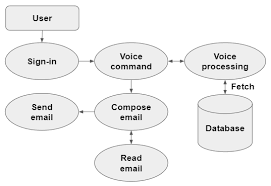 User
Sign-in
Voice
command
Voice
processing
Fetch
Send
email
Compose
email
Database
Read
email